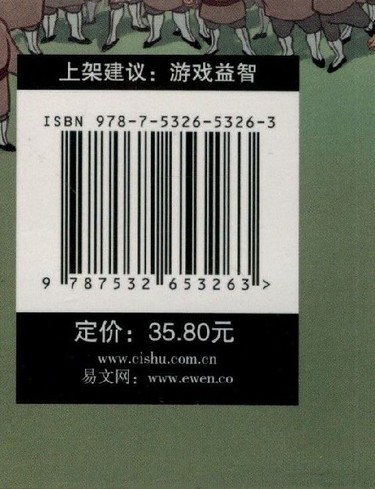 上架建议：游戏益智
ISBN 978-7-5326-5326-3
9 787532 653263 >
定价：35.80元
www.cishu.com.cn
易文网：www.ewen.co